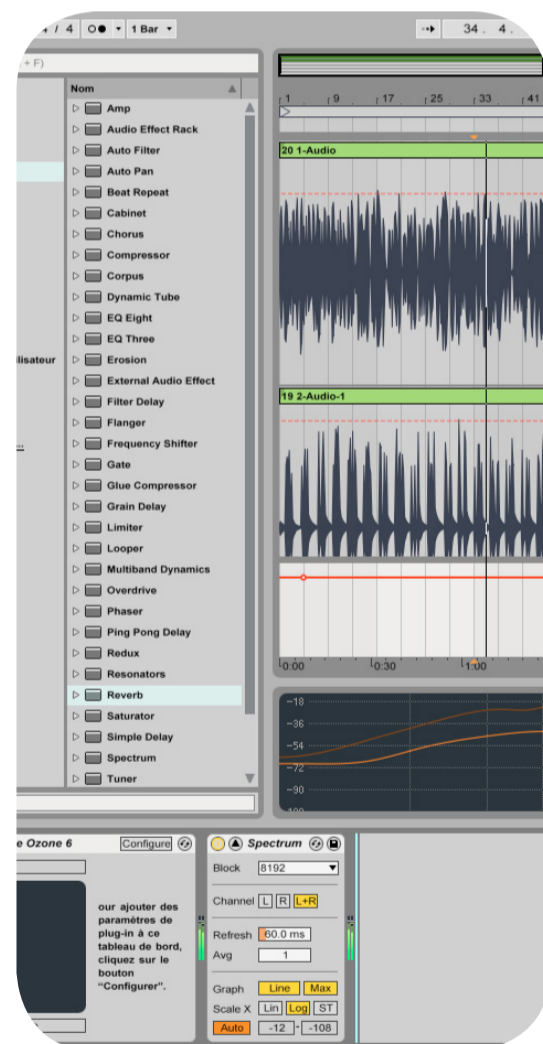 / 4
1 Bar
34 . 4 .
+ F)
Nom
Amp
Audio Effect Rack
Auto Filter
Auto Pan
Beat Repeat
Cabinet
Chorus
Compressor
Corpus
Dynamic Tube
EQ Eight
EQ Three
Erosion
External Audio Effect
Filter Delay
Flanger
Frequency Shifter
Gate
Glue Compressor
Grain Delay
Limiter
Looper
Multiband Dynamics
Overdrive
Phaser
Ping Pong Delay
Redux
Resonators
Reverb
Saturator
Simple Delay
Spectrum
Tuner
ilisateur
...
1 9 17 25 33 41
20 1-Audio
19 2-Audio-1
0:00 0:30 1:00
-18
-36
-54
-72
-90
e Ozone 6 Configure
our ajouter des
paramètres de
plug-in à ce
tableau de bord,
cliquez sur le
bouton
“Configurer”.
Spectrum
Block 8192
Channel L R L+R
Refresh 60.0 ms
Avg 1
Graph Line Max
Scale X Lin Log ST
Auto -12 - -108